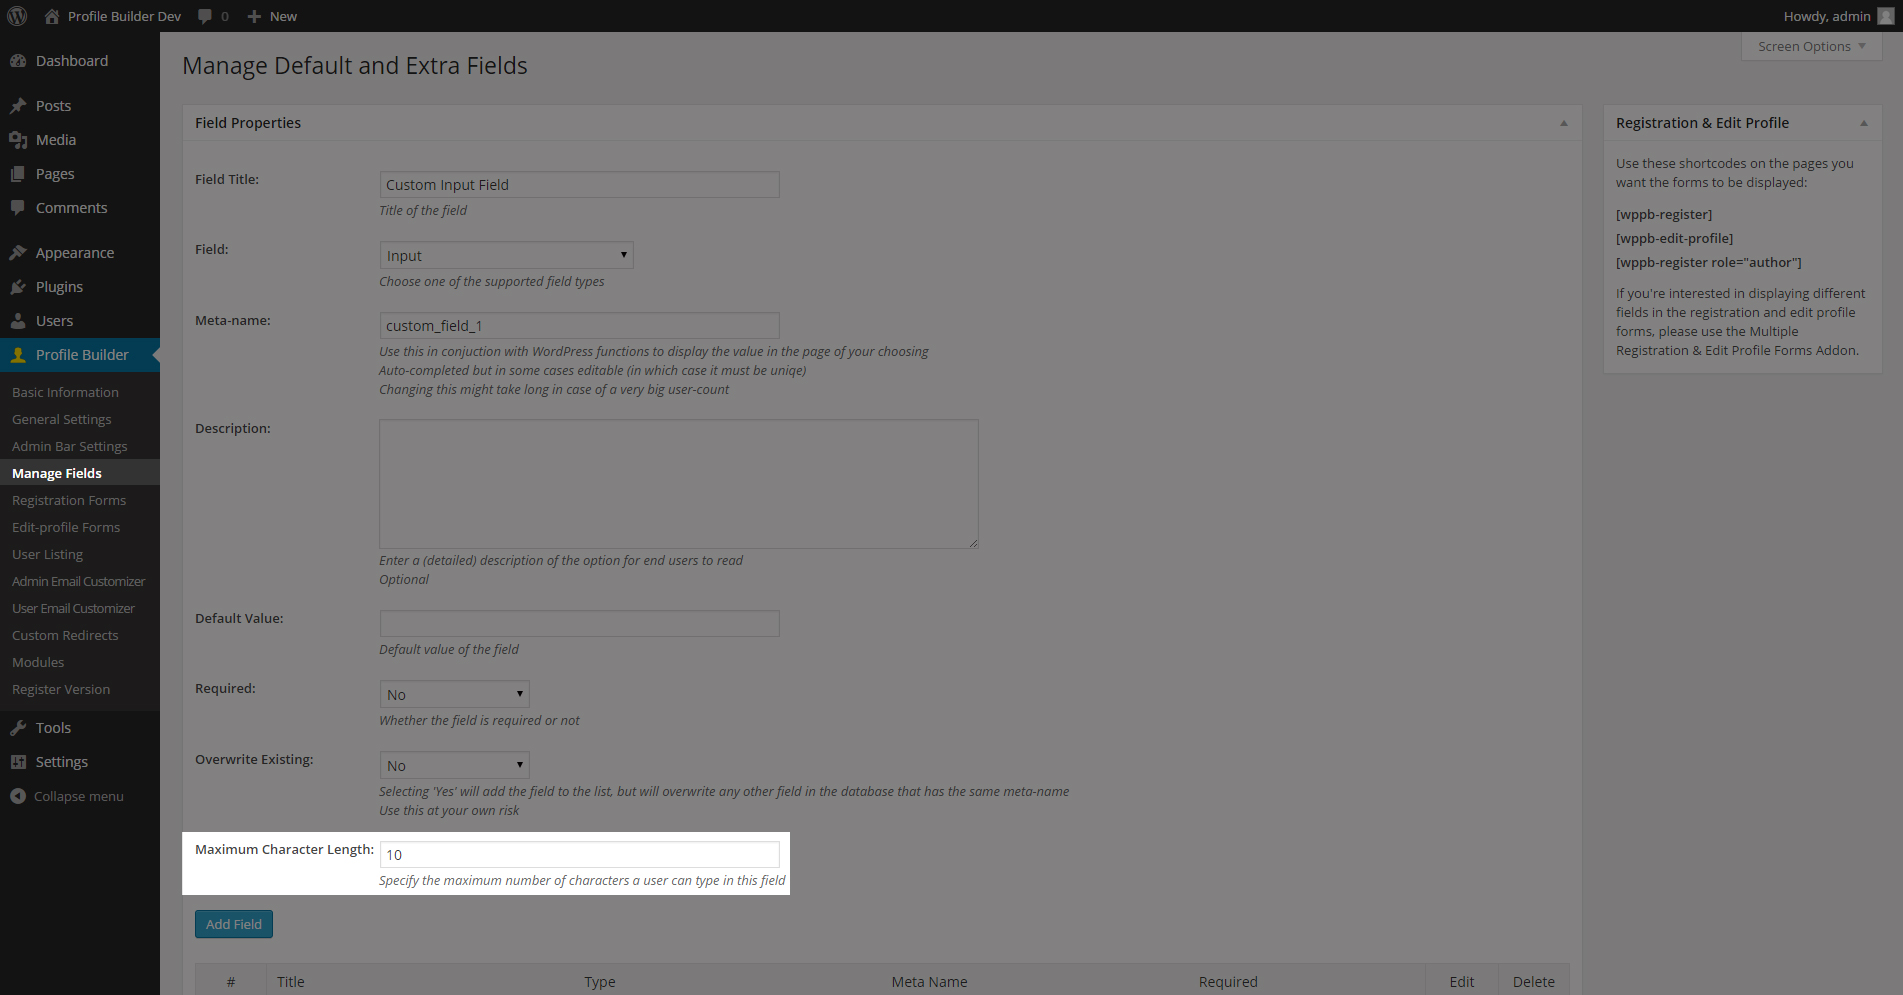 Profile Builder Dev 0 New Howdy, admin
Screen Options
Dashboard
Posts
Media
Pages
Comments
Appearance
Plugins
Users
Profile Builder
Basic Information
General Settings
Admin Bar Settings
Manage Fields
Registration Forms
Edit-profile Forms
User Listing
Admin Email Customizer
User Email Customizer
Custom Redirects
Modules
Register Version
Tools
Settings
Collapse menu
Manage Default and Extra Fields
Field Properties
Field Title: Custom Input Field
Title of the field
Field: Input
Choose one of the supported field types
Meta-name: custom_field_1
Use this in conjuction with WordPress functions to display the value in the page of your choosing
Auto-completed but in some cases editable (in which case it must be uniqe)
Changing this might take long in case of a very big user-count
Description:
Enter a (detailed) description of the option for end users to read
Optional
Default Value:
Default value of the field
Required: No
Whether the field is required or not
Overwrite Existing: No
Selecting 'Yes' will add the field to the list, but will overwrite any other field in the database that has the same meta-name
Use this at your own risk
Maximum Character Length: 10
Specify the maximum number of characters a user can type in this field
Add Field
# Title Type Meta Name Required Edit Delete
Registration & Edit Profile
Use these shortcodes on the pages you
want the forms to be displayed:
[wppb-register]
[wppb-edit-profile]
[wppb-register role="author"]
If you're interested in displaying different
fields in the registration and edit profile
forms, please use the Multiple
Registration & Edit Profile Forms Addon.